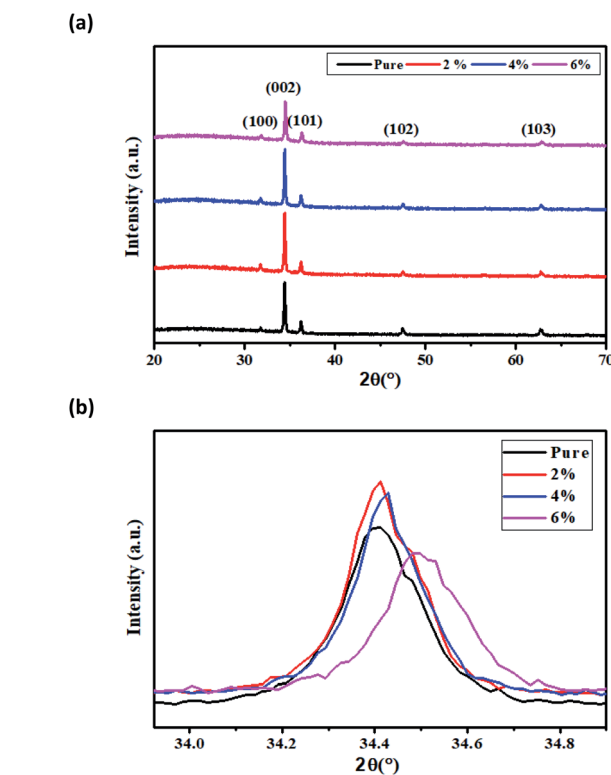 (a)
Pure 2 % 4% 6%
(002)
(100) (101) (102) (103)
Intensity (a.u.)
20 30 40 50 60 70
2θ(°)
(b)
Pure
2%
4%
6%
Intensity (a.u.)
34.0 34.2 34.4 34.6 34.8
2θ(°)